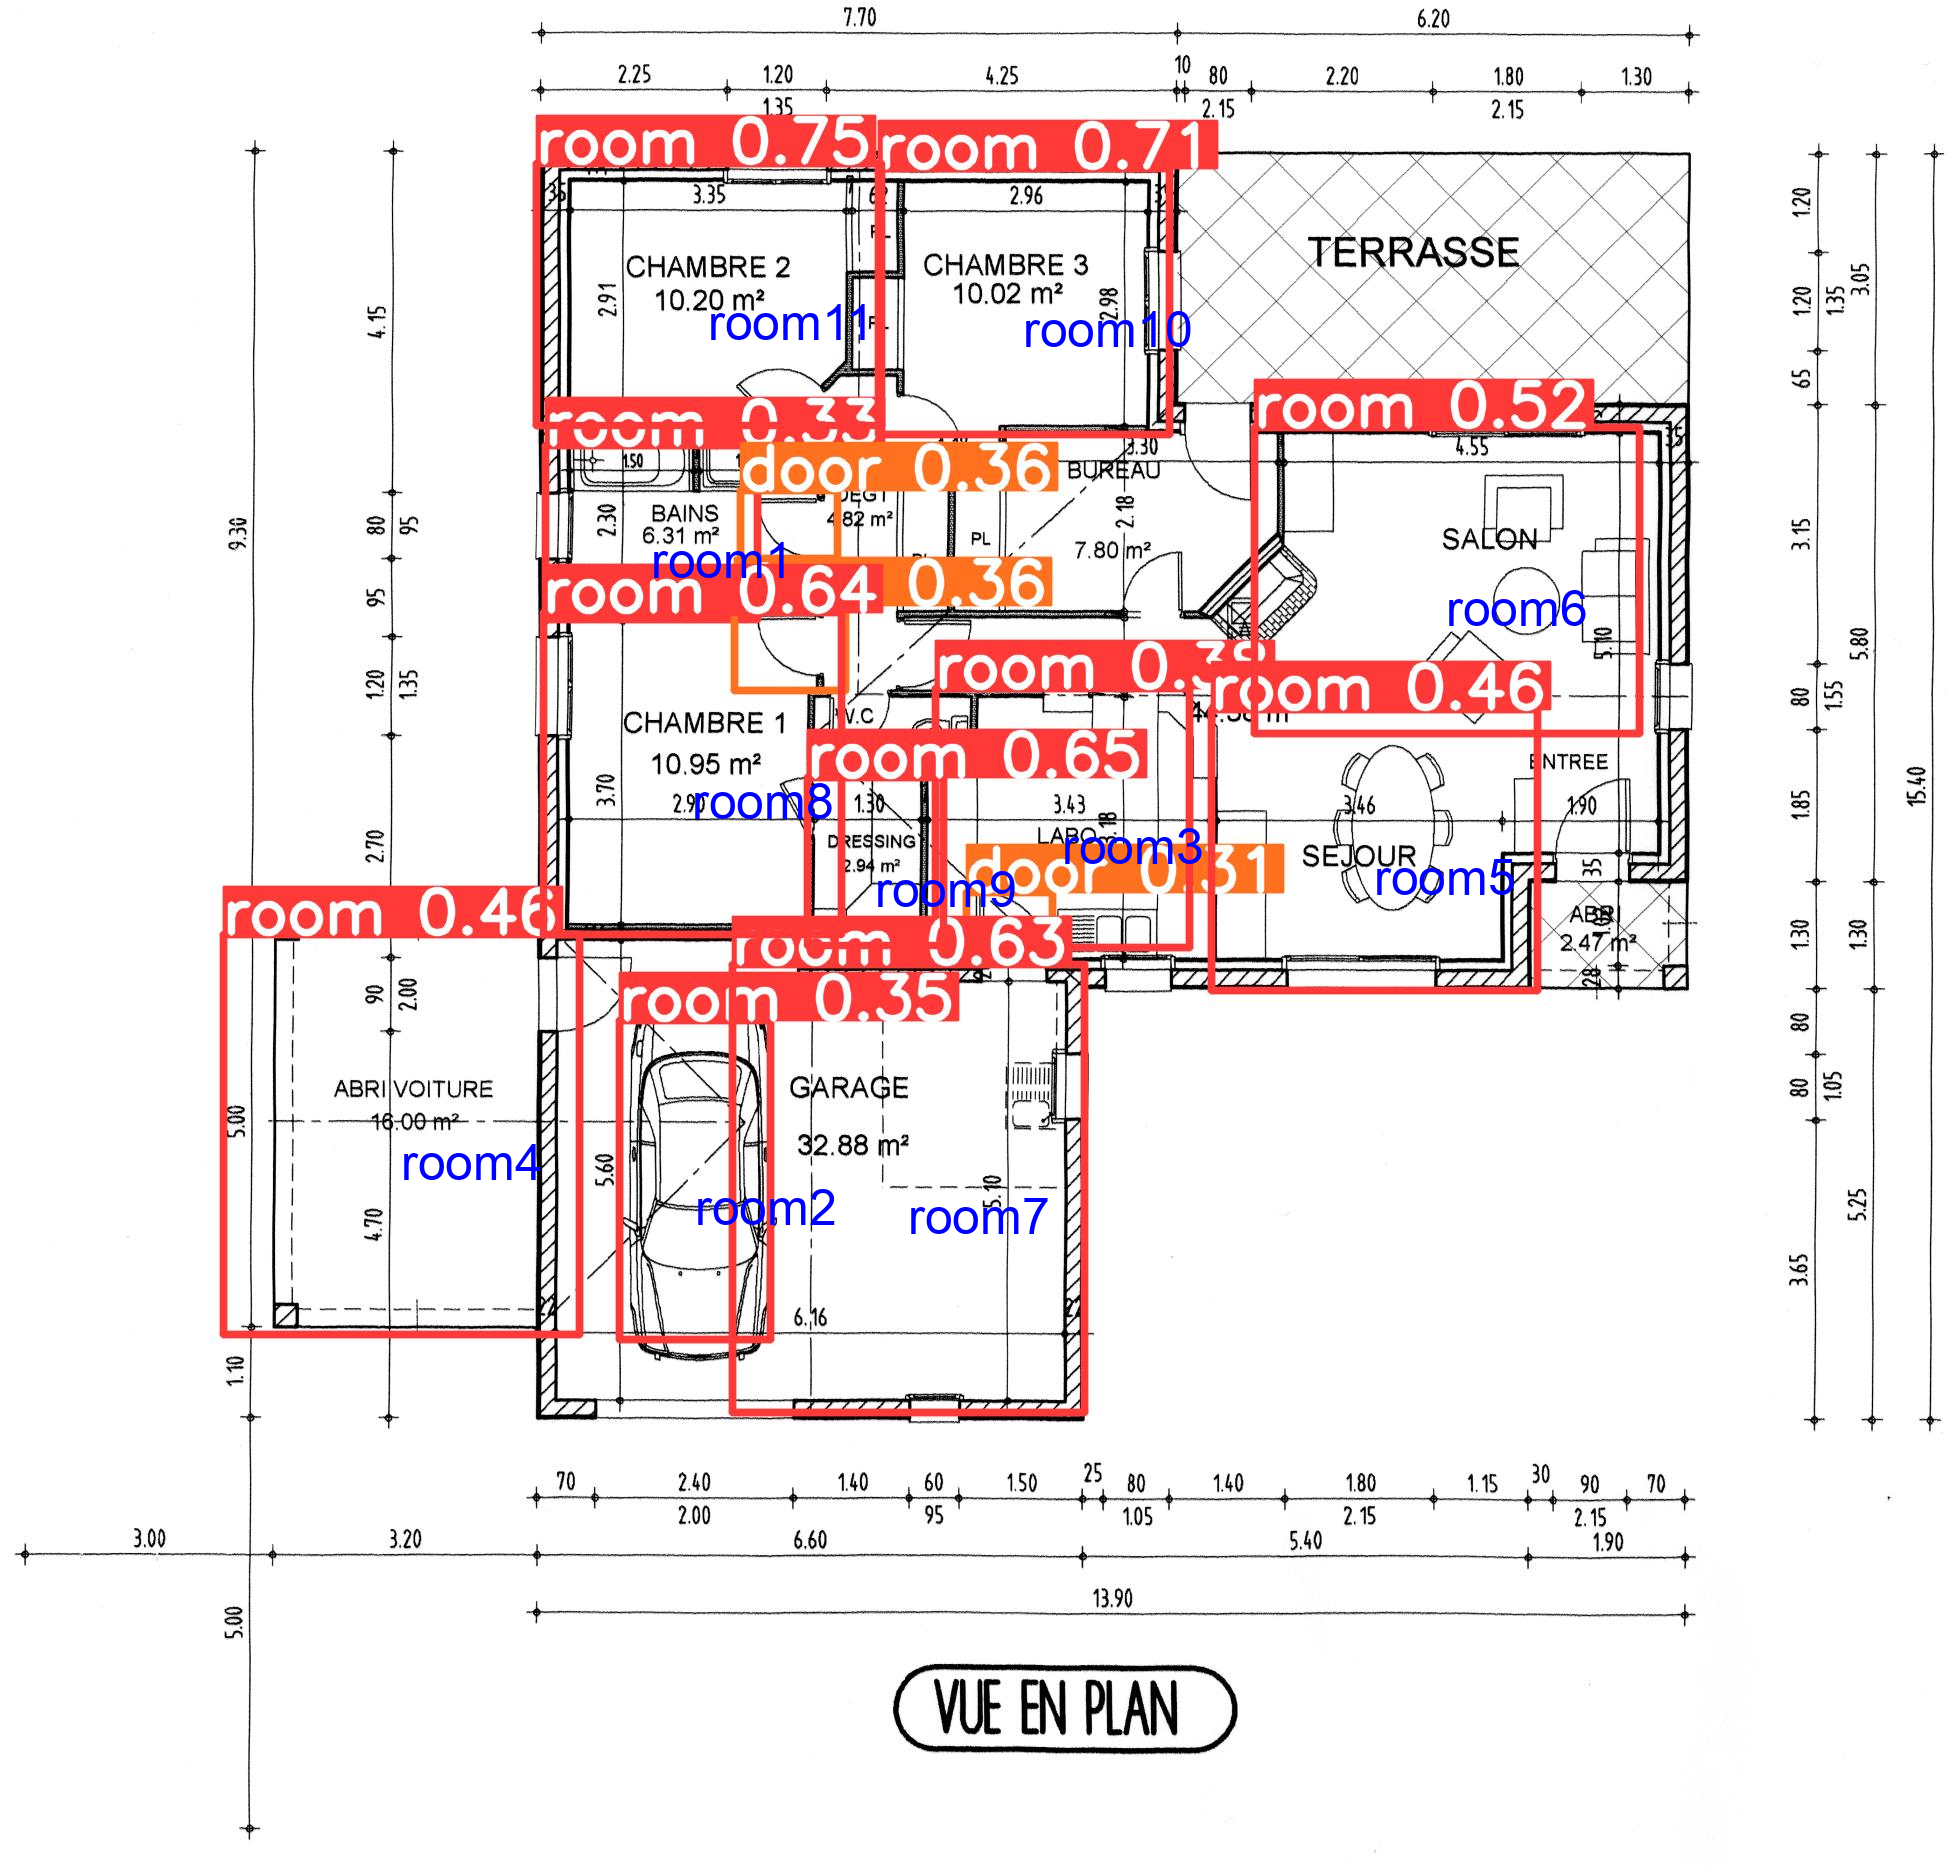 7.70 6.20
2.25 1.20 4.25 10 80 2.20 1.80 1.30
1.35 2.15 2.15
room 0.75 room 0.71
3.35 2.96
TERRASSE
CHAMBRE 2 CHAMBRE 3
10.20 m² 10.02 m²
2.91 2.98
room11 room10
1.20
1.20 1.35 3.05
65
4.15
room 0.33 room 0.52
3.30 4.55
1.50
door 0.36 BUREAU
BAINS
6.31 m² 4.82 m²
2.30 2.18
PL
7.80 m²
SALON
room1
9.30 80 95
95
3.15
room 0.64 0.36
room6
5.10
5.80
room 0.46
1.20 1.35
80 1.55
CHAMBRE 1 W.C
10.95 m²
room 0.65
ENTREE
3.70 2.90 1.30 3.43 3.46 1.90
room8
3.18
DRESSING LABO
2.94 m² room3
SEJOUR
room9 door 0.31 room5
1.85 15.40
2.70
35
room 0.46
room 0.63
2.47 m²
28
1.30 1.30
90 2.00
room 0.35
80
80 1.05
ABRI VOITURE GARAGE
16.00 m² 32.88 m²
5.00
room4 room2 room7
5.60 5.10
4.70
5.25
3.65
6.16
1.10
70 2.40 1.40 60 1.50 25 80 1.40 1.80 1.15 30 90 70
2.00 95 1.05 2.15 2.15
3.00 3.20 6.60 5.40 1.90
13.90
5.00
VUE EN PLAN